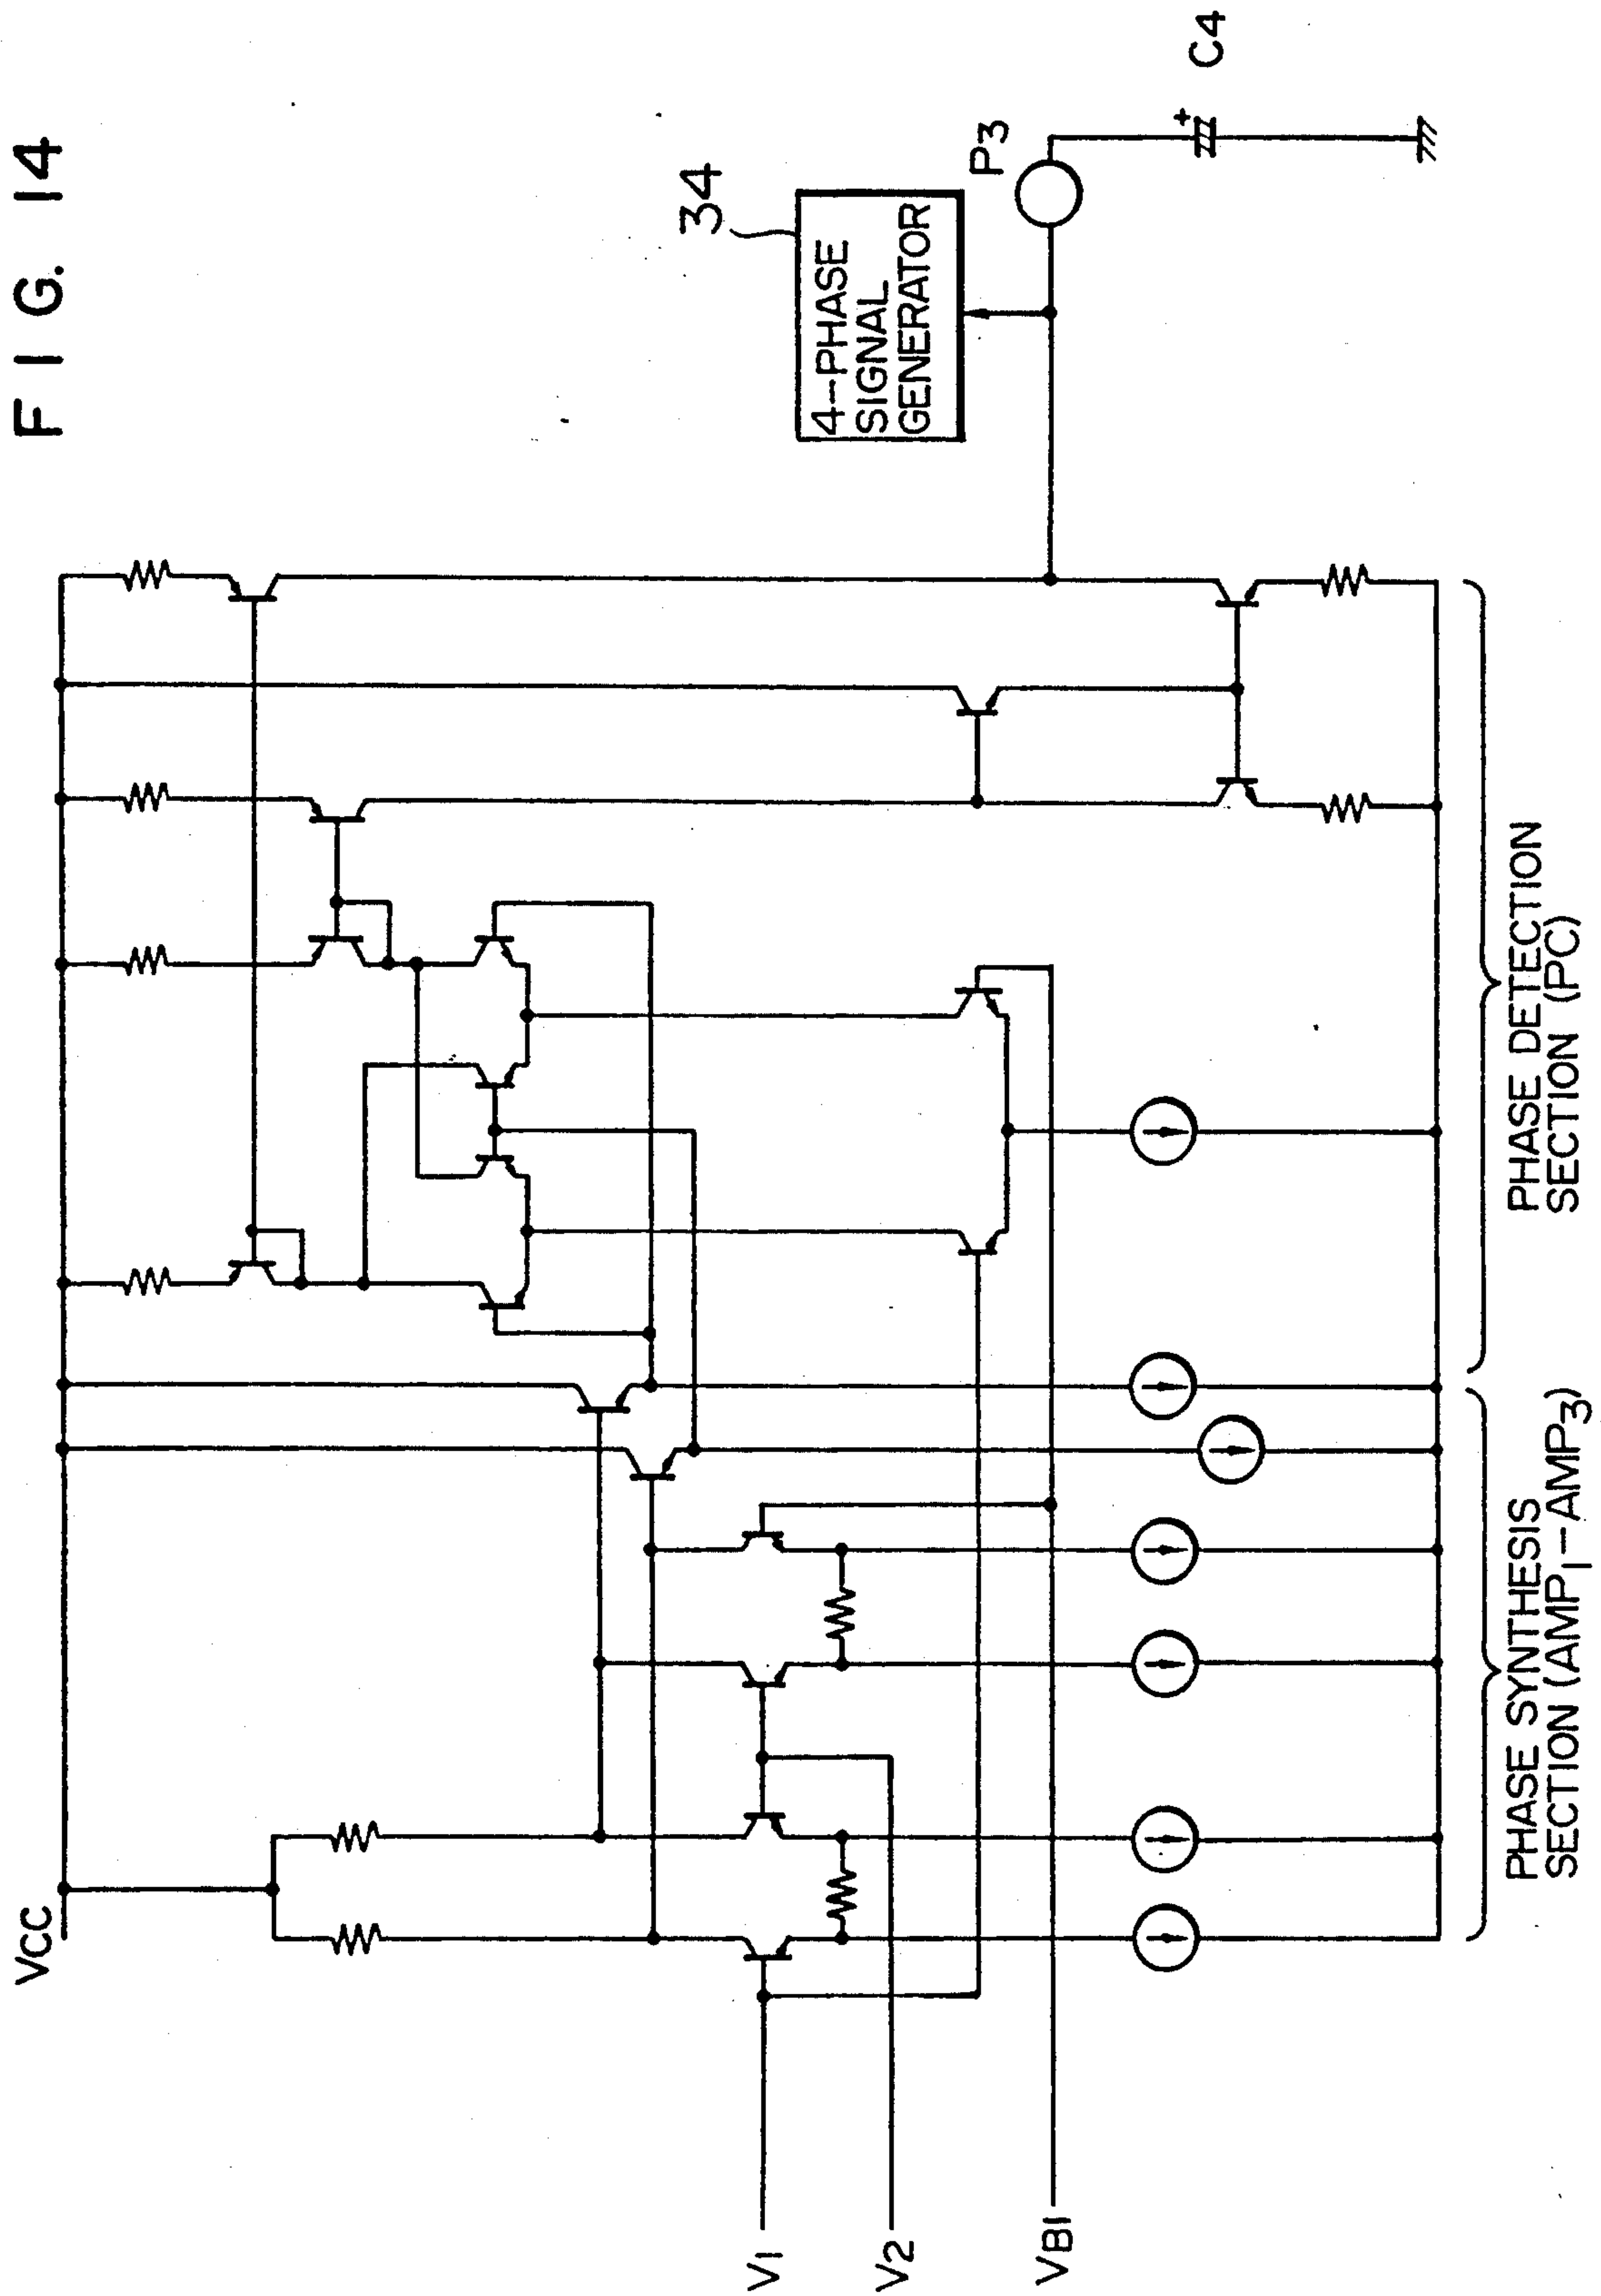 F I G. 14
VCC
34
4-PHASE
SIGNAL
GENERATOR
P3
C4
+
V1
V2
VB1
PHASE SYNTHESIS
SECTION (AMP1-AMP3)
PHASE DETECTION
SECTION (PC)